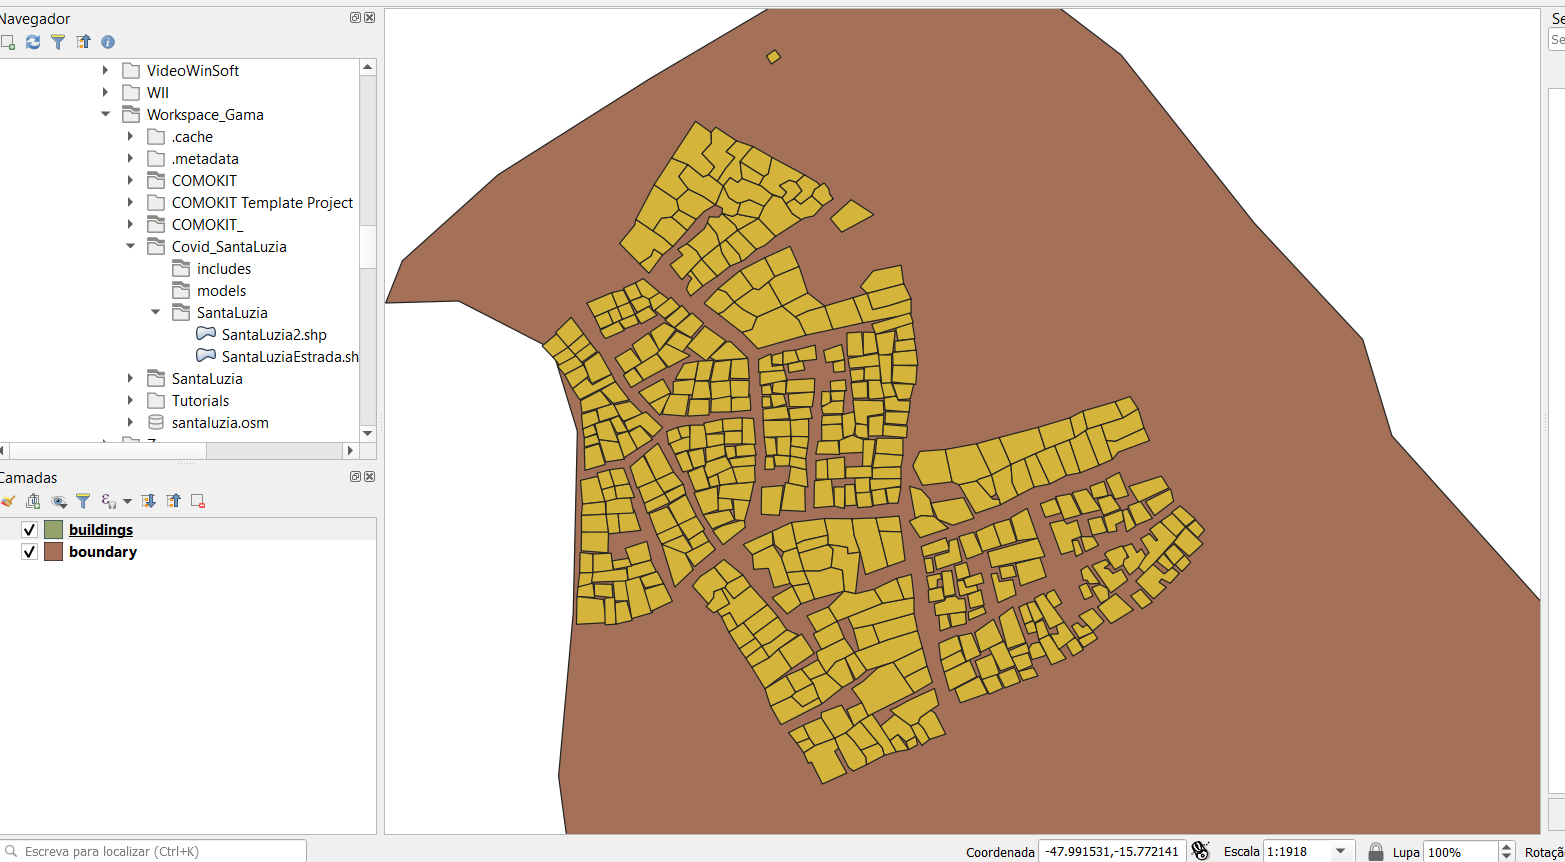 Navegador
VideoWinSoft
WII
Workspace_Gama
.cache
.metadata
COMOKIT
COMOKIT Template Project
COMOKIT_
Covid_SantaLuzia
includes
models
SantaLuzia
SantaLuzia2.shp
SantaLuziaEstrada.sh
SantaLuzia
Tutorials
santaluzia.osm
Camadas
buildings
boundary
Escreva para localizar (Ctrl+K)
Coordenada -47.991531,-15.772141 Escala 1:1918 Lupa 100% Rotaçã
Se
Se